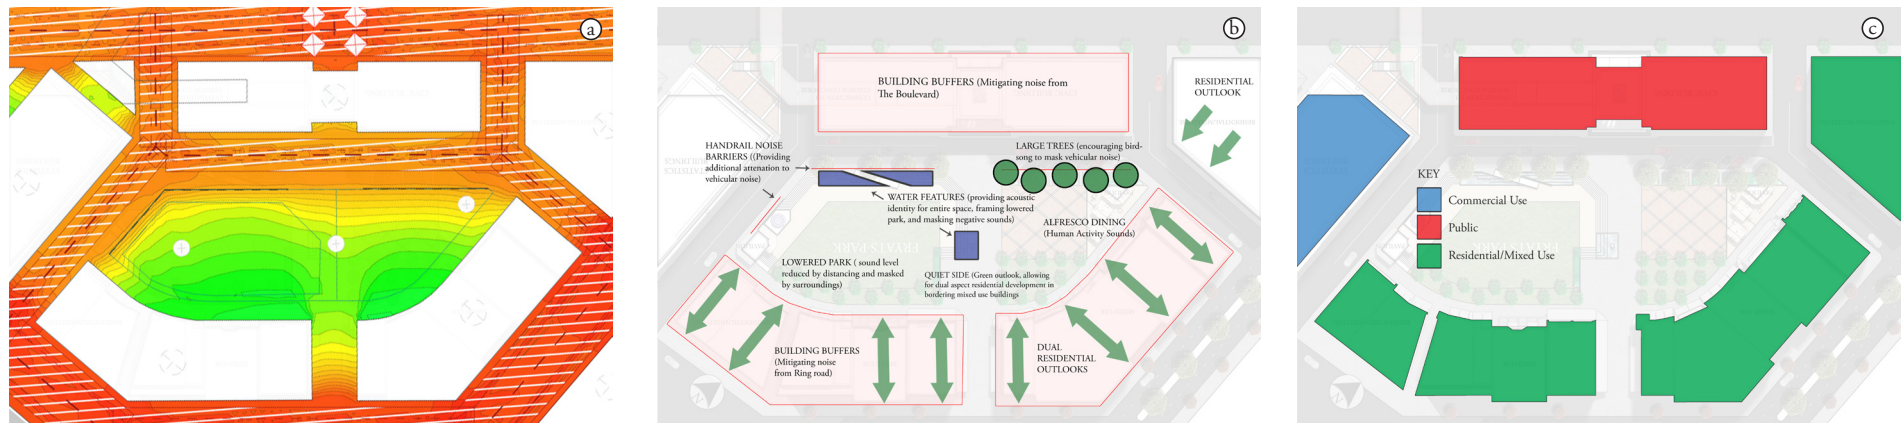 a
b
BUILDING BUFFERS (Mitigating noise from
The Boulevard)
RESIDENTIAL
OUTLOOK
HANDRAIL NOISE
BARRIERS ((Providing
additional attenation to
vehicular noise)
LARGE TREES (encouraging bird-
song to mask vehicular noise)
WATER FEATURES (providing acoustic
identity for entire space, framing lowered
park, and masking negative sounds)
ALFRESCO DINING
(Human Activity Sounds)
LOWERED PARK ( sound level
reduced by distancing and masked
by surroundings)
QUIET SIDE (Green outlook, allowing
for dual aspect residential development in
bordering mixed use buildings
BUILDING BUFFERS
(Mitigating noise
from Ring road)
DUAL
RESIDENTIAL
OUTLOOKS
c
KEY
Commercial Use
Public
Residential/Mixed Use